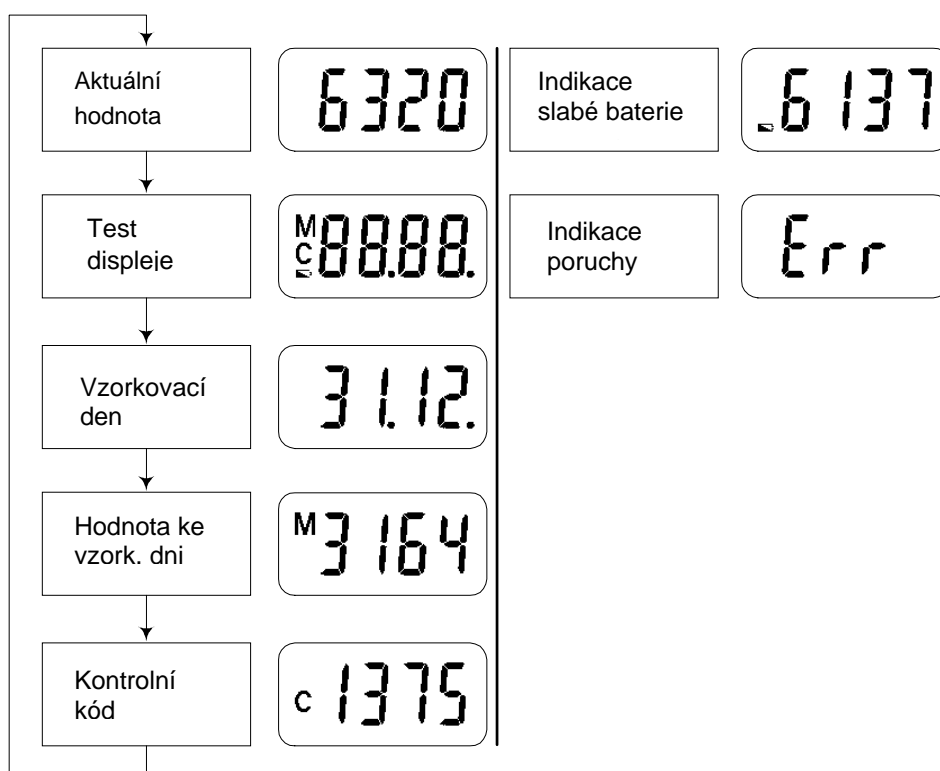 Aktuální
hodnota
6320
Test
displeje
M
C
88.88.
Vzorkovací
den
31.12.
Hodnota ke
vzork. dni
M 3164
Kontrolní
kód
C 1375
Indikace
slabé baterie
6137
Indikace
poruchy
Err